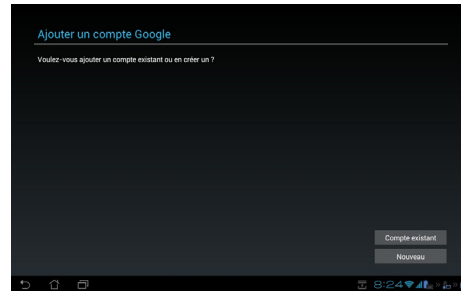 Ajouter un compte Google
Voulez-vous ajouter un compte existant ou en créer un ?
Compte existant
Nouveau
8:24